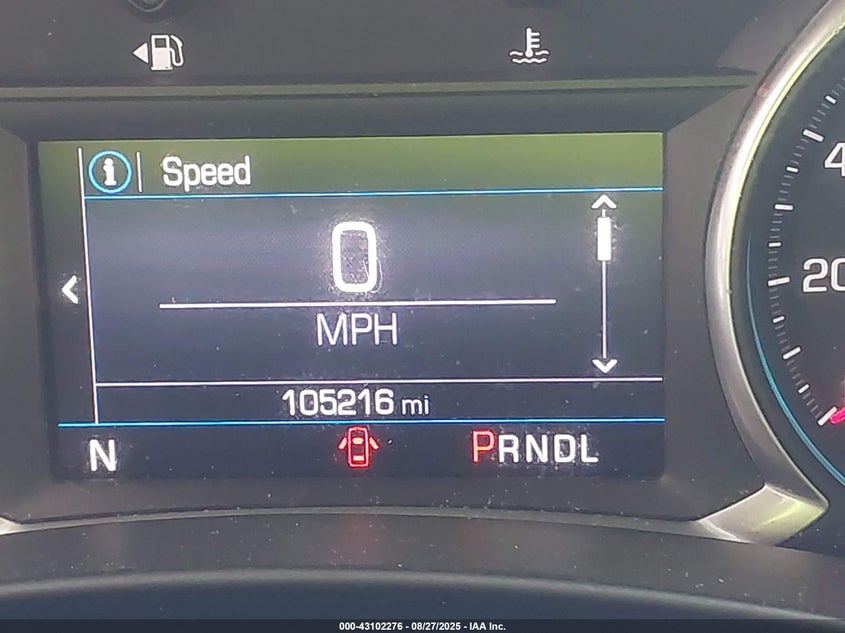 Speed
0
MPH
105216 mi
N
PRNDL
4
20
000-43102276 - 08/27/2025 - IAA Inc.